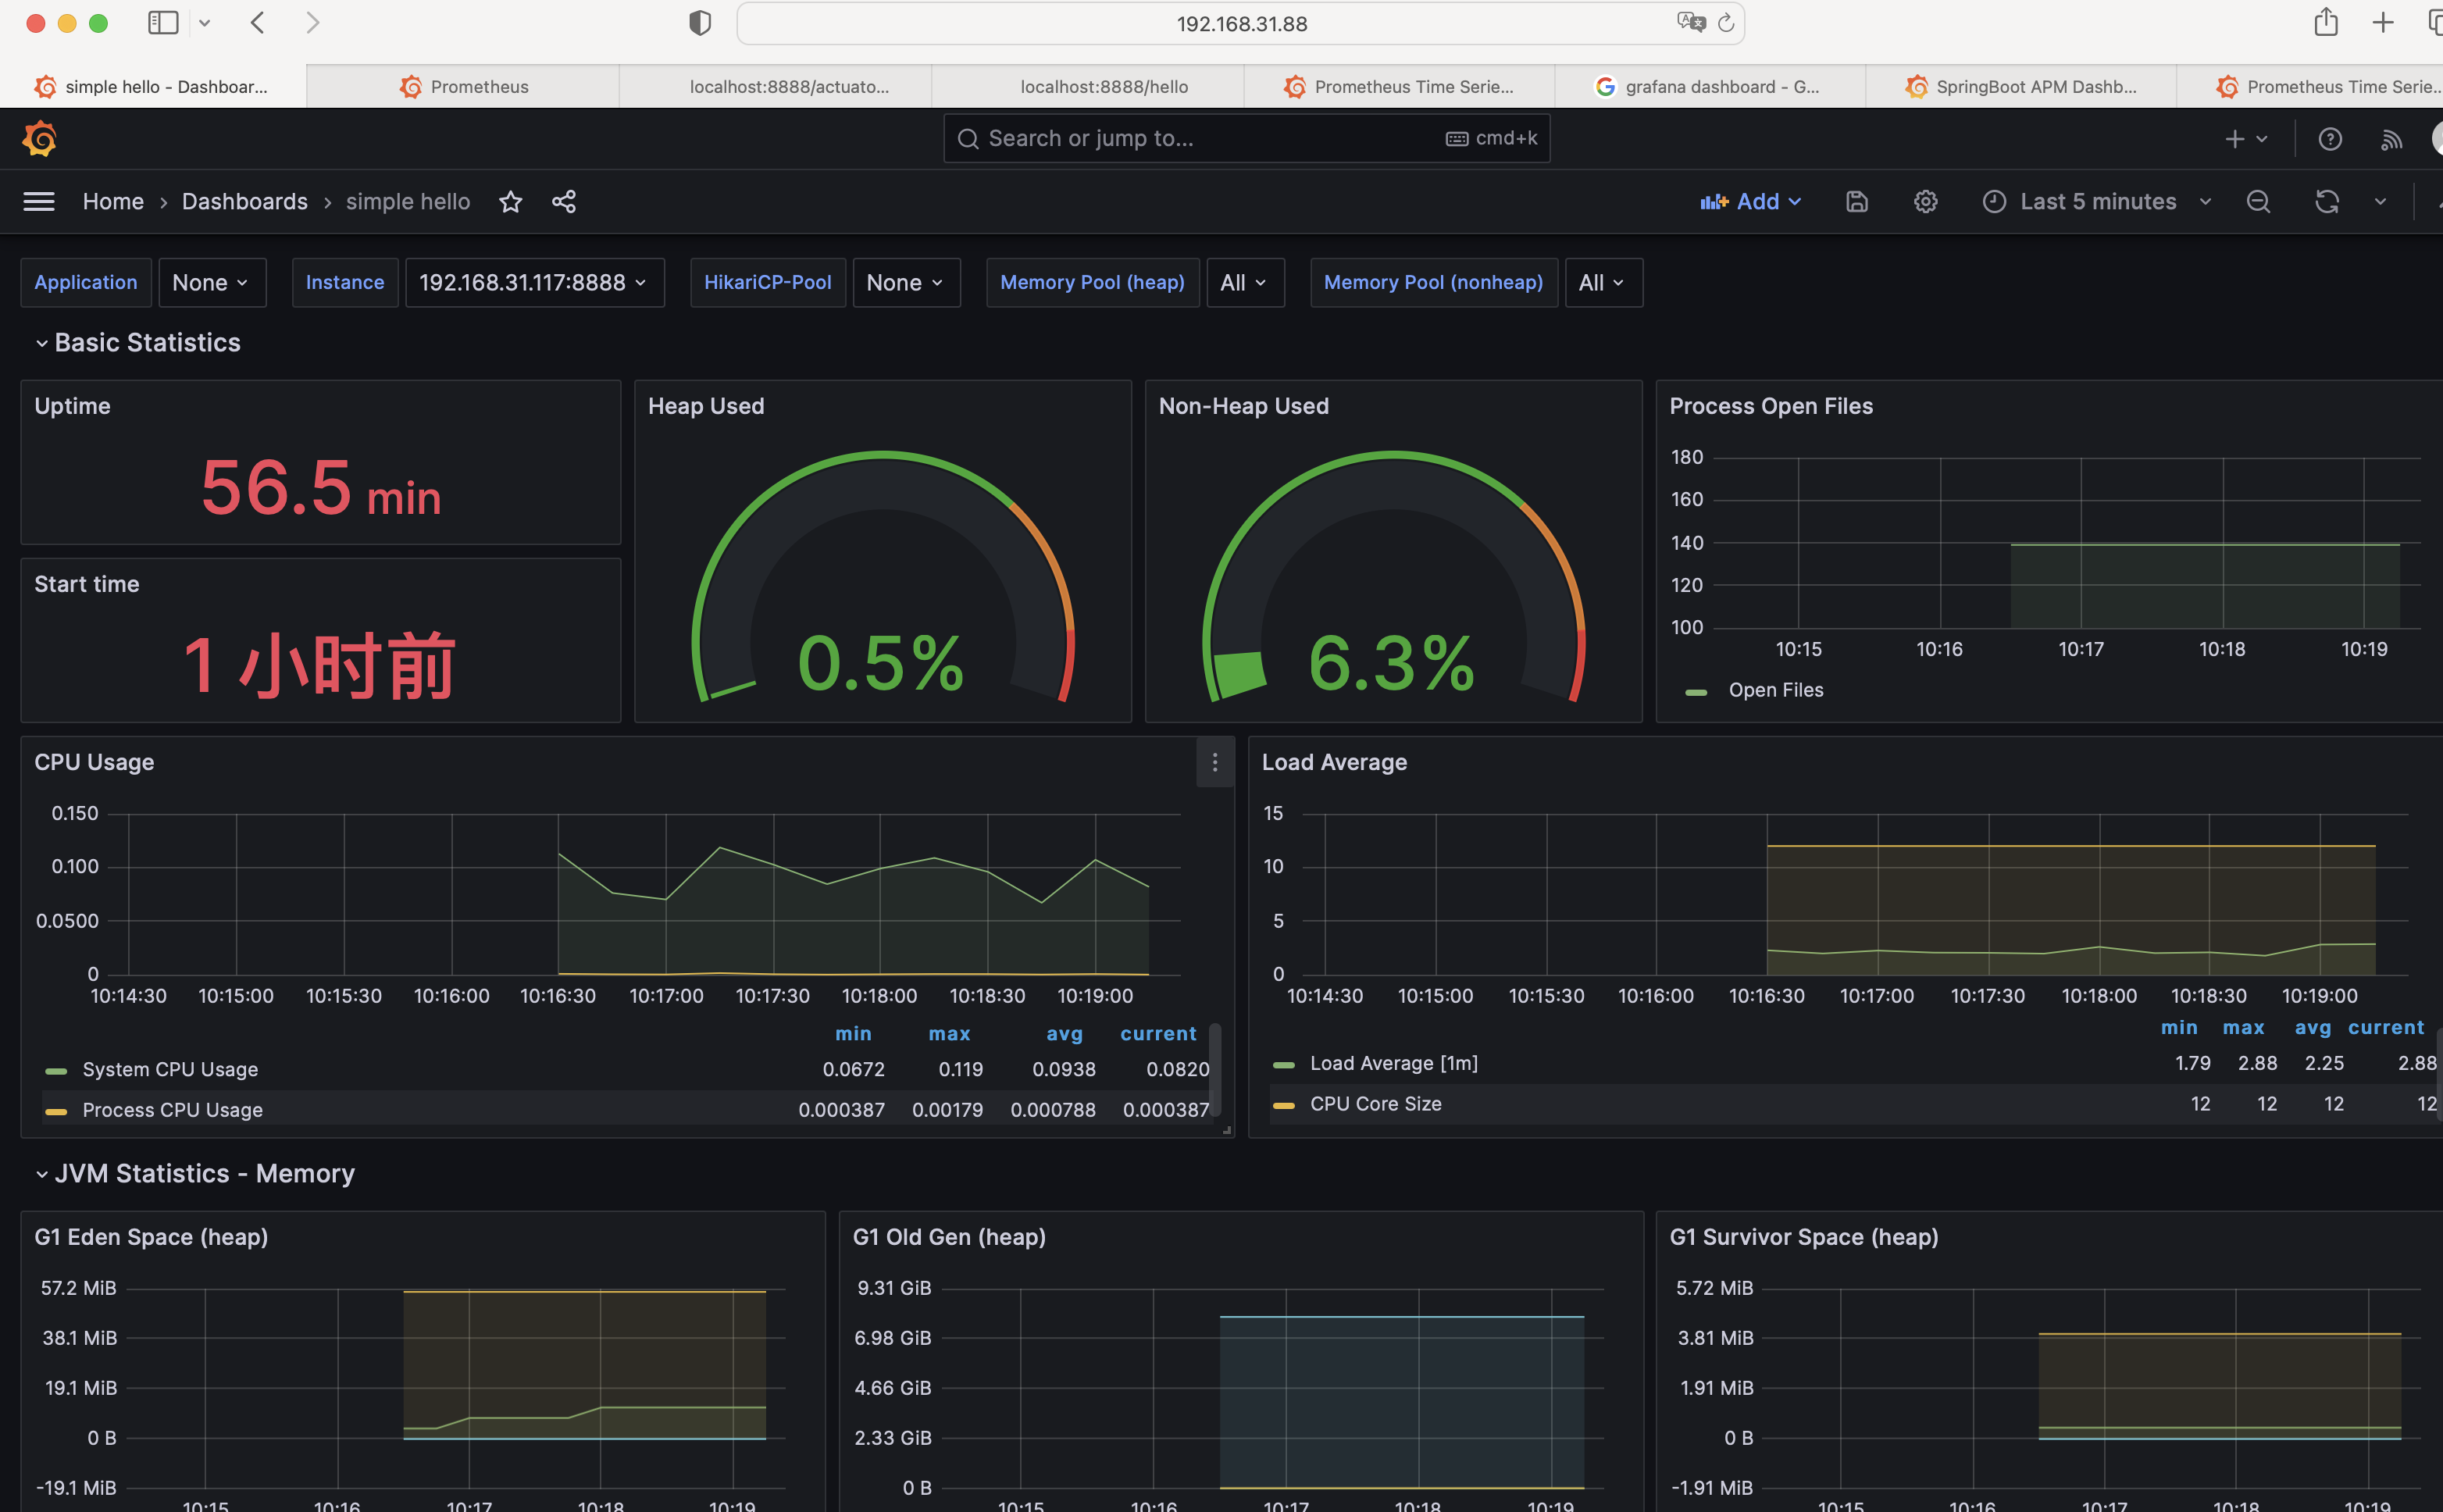 192.168.31.88
simple hello - Dashboar...
Prometheus
localhost:8888/actuato...
localhost:8888/hello
Prometheus Time Serie...
grafana dashboard - G...
SpringBoot APM Dashb...
Prometheus Time Serie...
Search or jump to... cmd+k
Home › Dashboards › simple hello
Add
Last 5 minutes
Application None
Instance 192.168.31.117:8888
HikariCP-Pool None
Memory Pool (heap) All
Memory Pool (nonheap) All
Basic Statistics
Uptime
56.5 min
Start time
1 小时前
Heap Used
0.5%
Non-Heap Used
6.3%
Process Open Files
180
160
140
120
100
10:15 10:16 10:17 10:18 10:19
Open Files
CPU Usage
0.150
0.100
0.0500
0
10:14:30 10:15:00 10:15:30 10:16:00 10:16:30 10:17:00 10:17:30 10:18:00 10:18:30 10:19:00
min max avg current
System CPU Usage 0.0672 0.119 0.0938 0.0820
Process CPU Usage 0.000387 0.00179 0.000788 0.000387
Load Average
15
10
5
0
10:14:30 10:15:00 10:15:30 10:16:00 10:16:30 10:17:00 10:17:30 10:18:00 10:18:30 10:19:00
min max avg current
Load Average [1m] 1.79 2.88 2.25 2.88
CPU Core Size 12 12 12 12
JVM Statistics - Memory
G1 Eden Space (heap)
57.2 MiB
38.1 MiB
19.1 MiB
0 B
-19.1 MiB
10:15 10:16 10:17 10:18 10:19
G1 Old Gen (heap)
9.31 GiB
6.98 GiB
4.66 GiB
2.33 GiB
0 B
10:15 10:16 10:17 10:18 10:19
G1 Survivor Space (heap)
5.72 MiB
3.81 MiB
1.91 MiB
0 B
-1.91 MiB
10:15 10:16 10:17 10:18 10:19